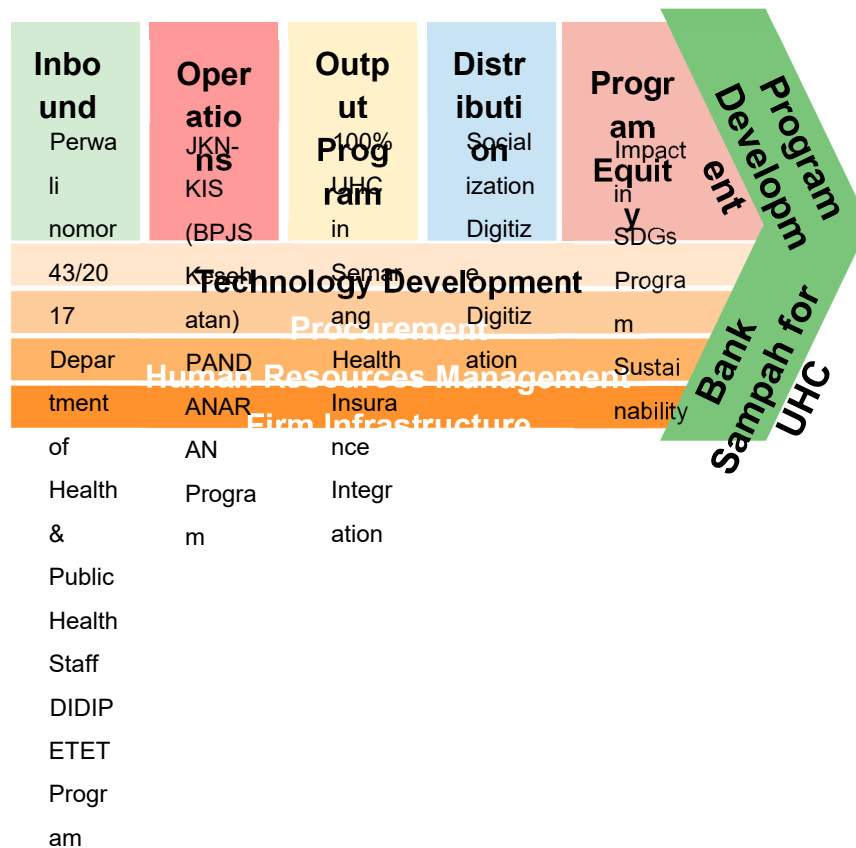 Inbo
und
Perwa
li
nomor
43/20
17
Depar
tment
of
Health
&
Public
Health
Staff
DIDIP
ETET
Progr
am
Oper
atio
ns
JKN-
KIS
(BPJS
Keseh
atan)
PAND
ANAR
AN
Progra
m
Outp
ut
Prog
ram
100%
UHC
in
Semar
ang
Health
Insura
nce
Integr
ation
Distr
ibuti
on
Social
ization
Digitiz
e
Digitiz
ation
Progr
am
Equit
y
Impact
in
SDGs
Progra
m
Sustai
nability
Technology Development
Procurement
Human Resources Management
Firm Infrastructure
Program
Developm
ent
Bank
Sampah for
UHC